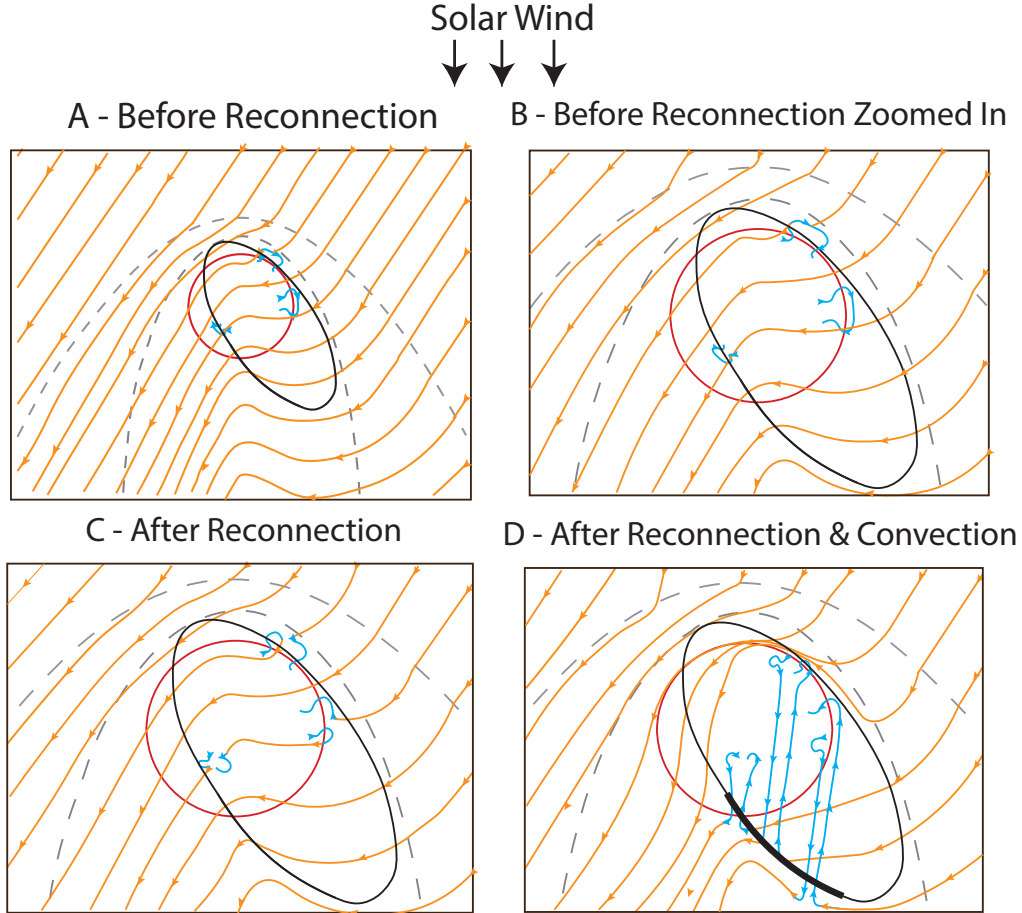 Solar Wind
A - Before Reconnection
B - Before Reconnection Zoomed In
C - After Reconnection
D - After Reconnection & Convection